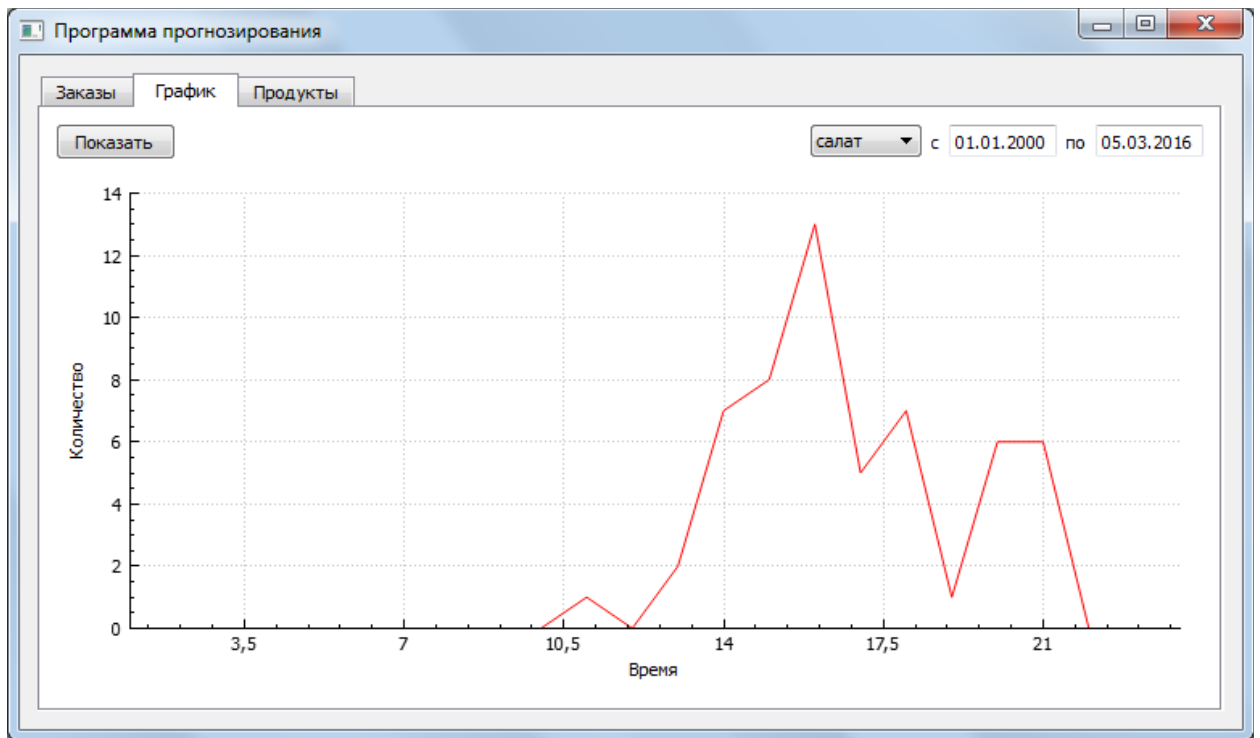 Программа прогнозирования
Заказы График Продукты
Показать салат с 01.01.2000 по 05.03.2016
14
12
10
8
6
4
2
0
Количество
3,5 7 10,5 14 17,5 21
Время